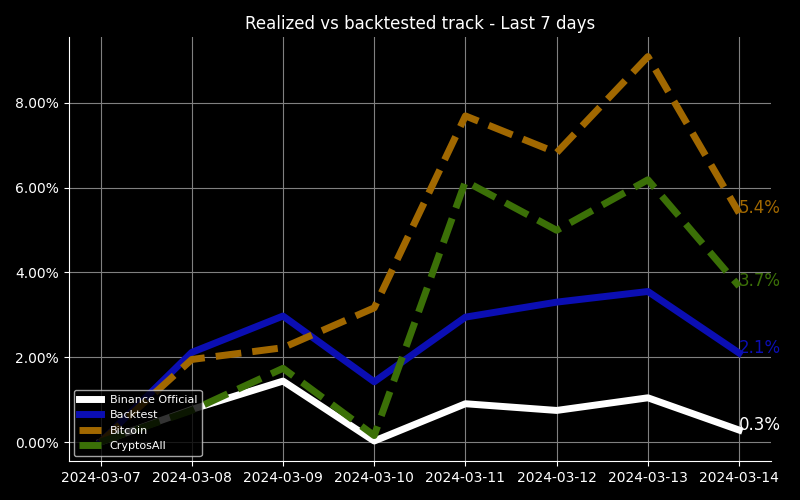 Realized vs backtested track - Last 7 days
8.00%
6.00%
4.00%
2.00%
0.00%
5.4%
3.7%
2.1%
0.3%
Binance Official
Backtest
Bitcoin
CryptosAll
2024-03-07 2024-03-08 2024-03-09 2024-03-10 2024-03-11 2024-03-12 2024-03-13 2024-03-14